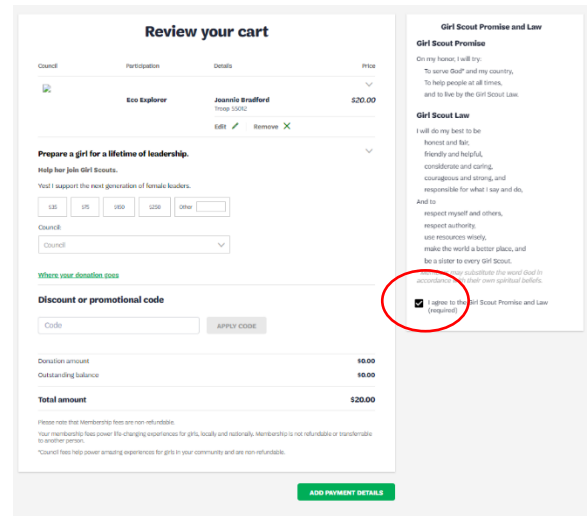 Review your cart
Council Participation Details Price
Eco Explorer Joannie Bradford $20.00
Troop 55012
Edit Remove
Prepare a girl for a lifetime of leadership.
Help her join Girl Scouts.
Yes! I support the next generation of female leaders.
$35 $75 $150 $250 Other
Council:
Council
Where your donation goes
Discount or promotional code
Code APPLY CODE
Donation amount $0.00
Outstanding balance $0.00
Total amount $20.00
Please note that Membership fees are non-refundable.
Your membership fees power life-changing experiences for girls, locally and nationally. Membership is not refundable or transferrable
to another person.
*Council fees help power amazing experiences for girls in your community and are non-refundable.
ADD PAYMENT DETAILS
Girl Scout Promise and Law
Girl Scout Promise
On my honor, I will try:
To serve God* and my country,
To help people at all times,
and to live by the Girl Scout Law.
Girl Scout Law
I will do my best to be
honest and fair,
friendly and helpful,
considerate and caring,
courageous and strong, and
responsible for what I say and do,
And to
respect myself and others,
respect authority,
use resources wisely,
make the world a better place, and
be a sister to every Girl Scout.
may substitute the word God in
accordance with their own spiritual beliefs.
I agree to the Girl Scout Promise and Law
(required)